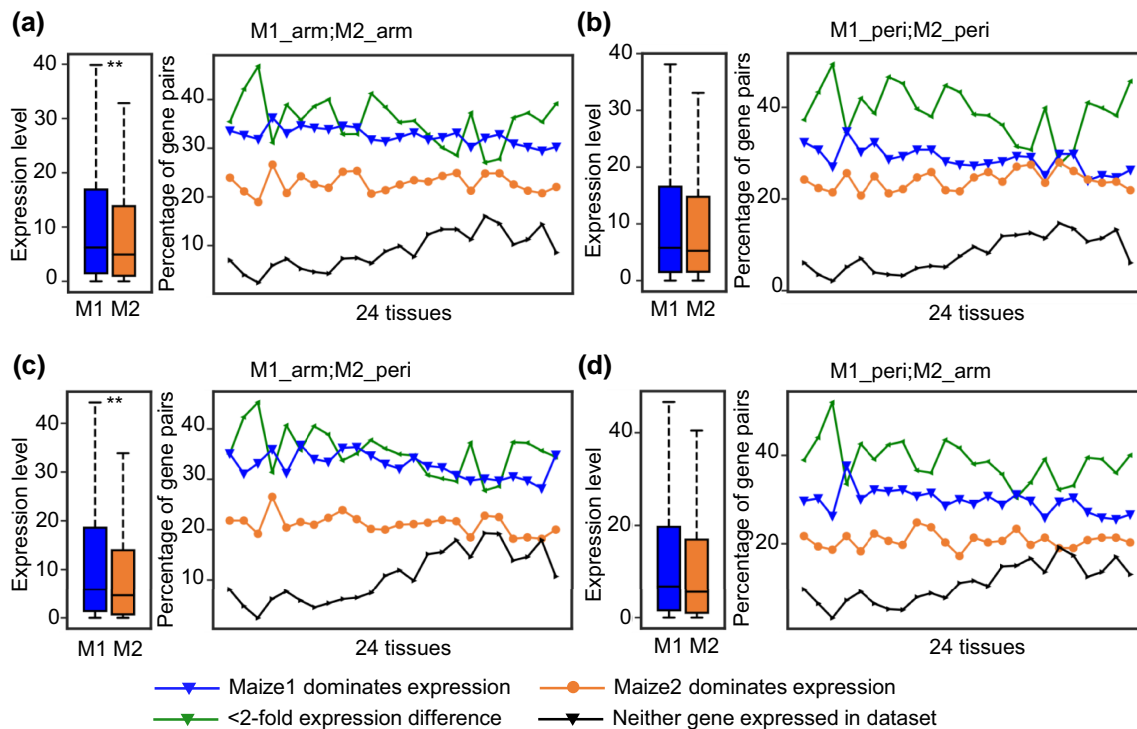 (a)
M1_arm;M2_arm
Expression level
40
30
20
10
0
**
M1 M2
Percentage of gene pairs
40
30
20
10
24 tissues
(b)
M1_peri;M2_peri
Expression level
40
30
20
10
0
M1 M2
Percentage of gene pairs
40
20
0
24 tissues
(c)
M1_arm;M2_peri
Expression level
40
30
20
10
0
**
M1 M2
Percentage of gene pairs
40
30
20
10
24 tissues
(d)
M1_peri;M2_arm
Expression level
40
20
0
M1 M2
Percentage of gene pairs
40
20
24 tissues
Maize1 dominates expression
Maize2 dominates expression
<2-fold expression difference
Neither gene expressed in dataset